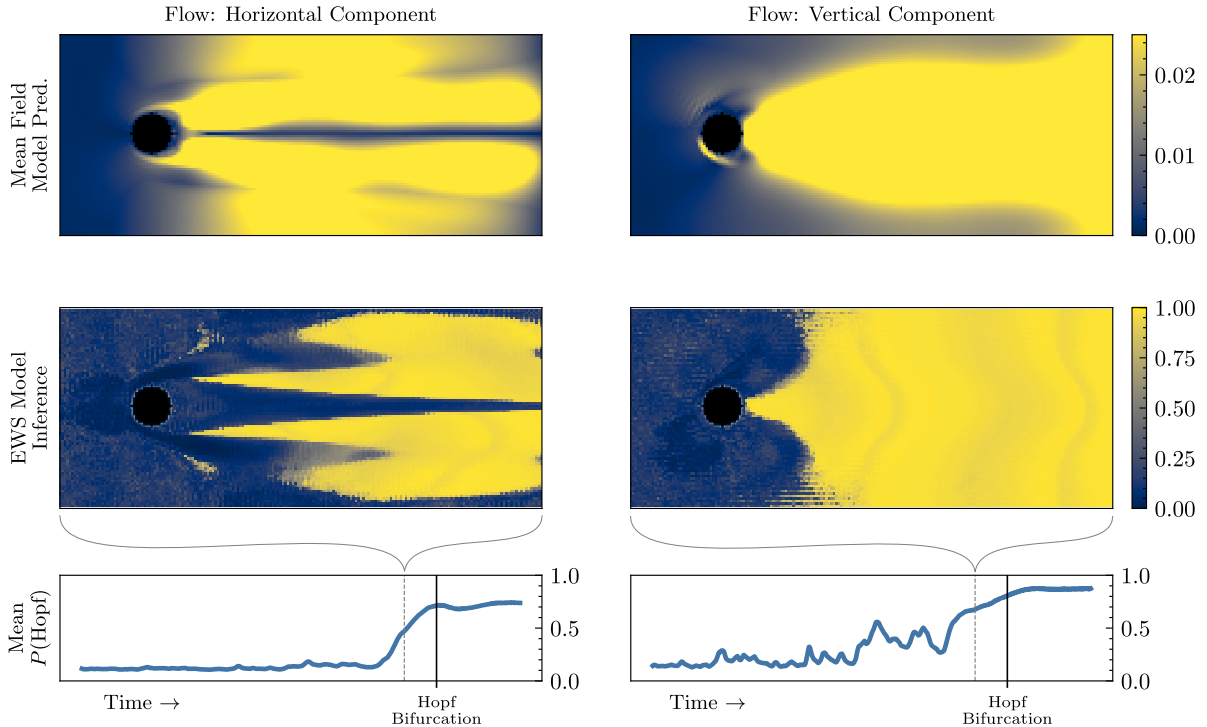 Flow: Horizontal Component
Flow: Vertical Component
Mean Field
Model Pred.
0.02
0.01
0.00
EWS Model
Inference
1.00
0.75
0.50
0.25
0.00
Mean
P(Hopf)
1.0
0.5
0.0
1.0
0.5
0.0
Time →
Hopf
Bifurcation
Time →
Hopf
Bifurcation